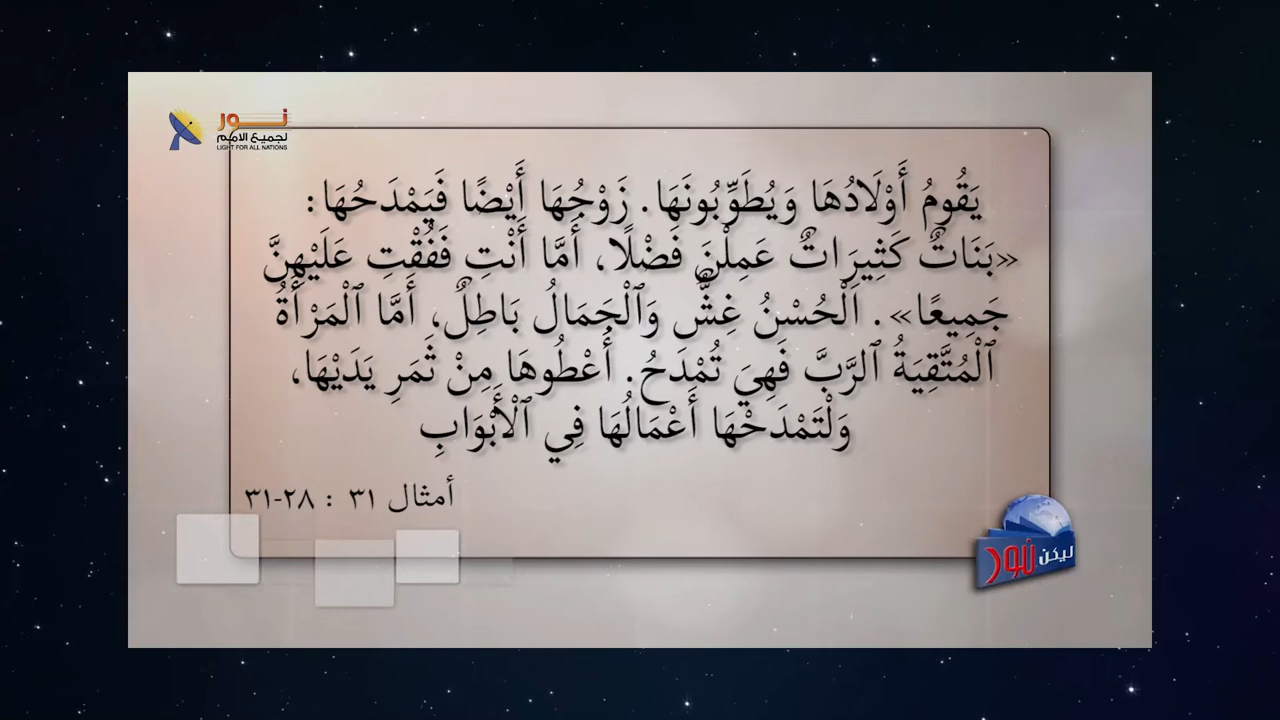 نور
لجميع الامم
LIGHT FOR ALL NATIONS
يَقُومُ أَوْلَادُهَا وَيُطَوِّبُونَهَا. زَوْجُهَا أَيْضًا فَيَمْدَحُهَا:
«بَنَاتٌ كَثِيرَاتٌ عَمِلْنَ فَضْلًا، أَمَّا أَنْتِ فَفُقْتِ عَلَيْهِنَّ
جَمِيعًا». اَلْحُسْنُ غِشٌّ وَٱلْجَمَالُ بَاطِلٌ، أَمَّا ٱلْمَرْأَةُ
ٱلْمُتَّقِيَةُ ٱلرَّبَّ فَهِيَ تُمْدَحُ. أَعْطُوهَا مِنْ ثَمَرِ يَدَيْهَا،
وَلْتَمْدَحْهَا أَعْمَالُهَا فِي ٱلْأَبْوَابِ
أمثال ٣١ : ٢٨-٣١
ليكن نور